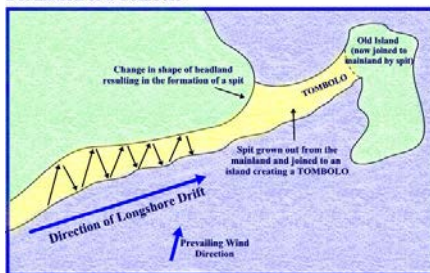 Old Island
(now joined to
mainland by spit)
Change in shape of headland
resulting in the formation of a spit
TOMBOLO
Spit grown out from the
mainland and joined to an
island creating a TOMBOLO
Direction of Longshore Drift
Prevailing Wind
Direction